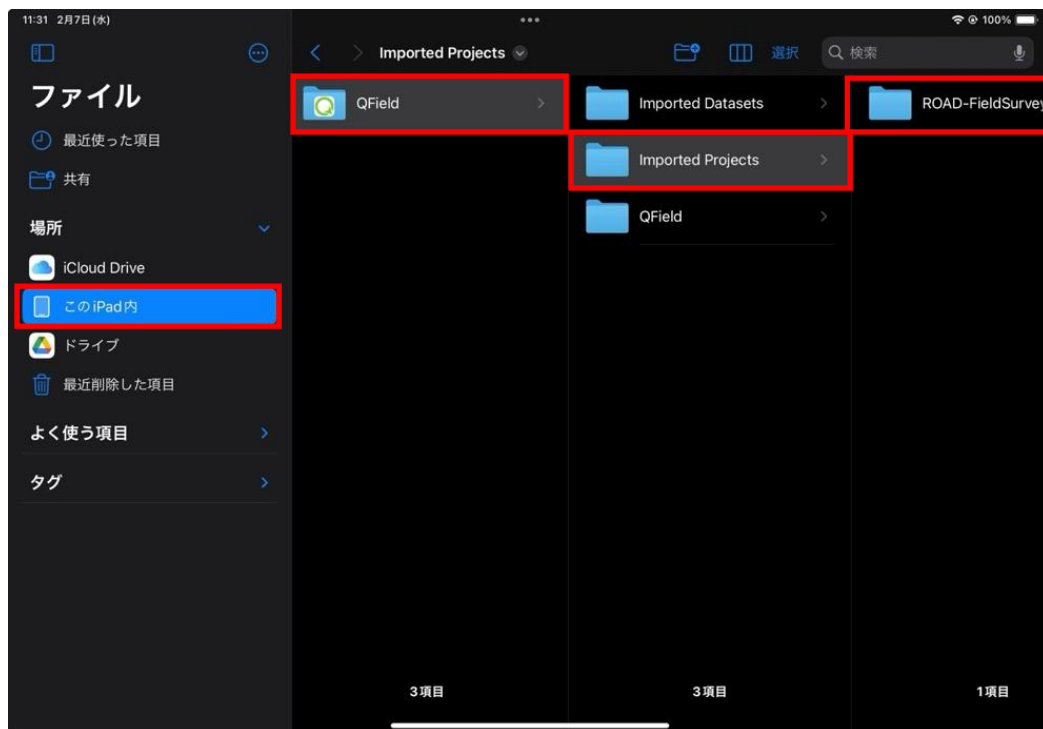 11:31 2月7日(水)
100%
ファイル
最近使った項目
共有
場所
iCloud Drive
このiPad内
ドライブ
最近削除した項目
よく使う項目
タグ
Imported Projects
選択
検索
QField
3項目
Imported Datasets
Imported Projects
QField
3項目
ROAD-FieldSurvey
1項目